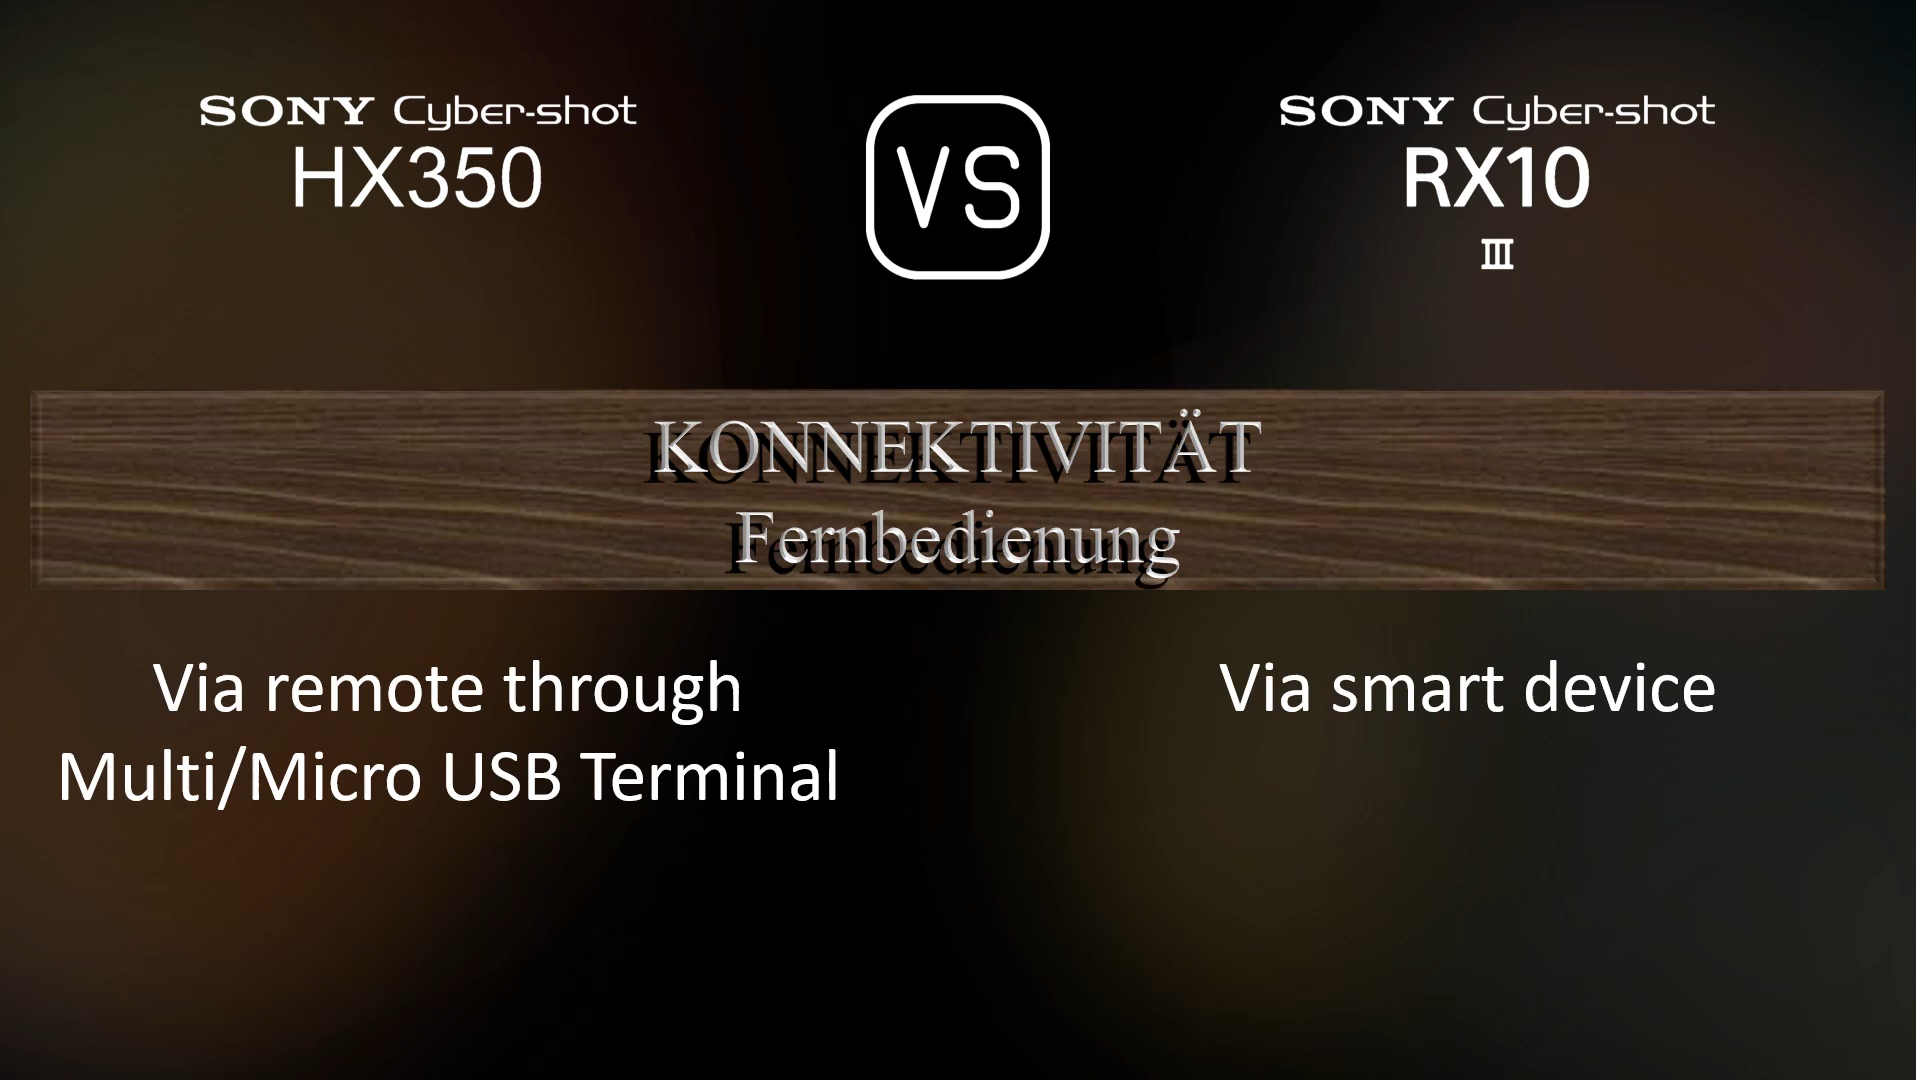 SONY Cyber-shot
HX350
VS
SONY Cyber-shot
RX10
III
KONNEKTIVITÄT
Fernbedienung
Via remote through
Multi/Micro USB Terminal
Via smart device